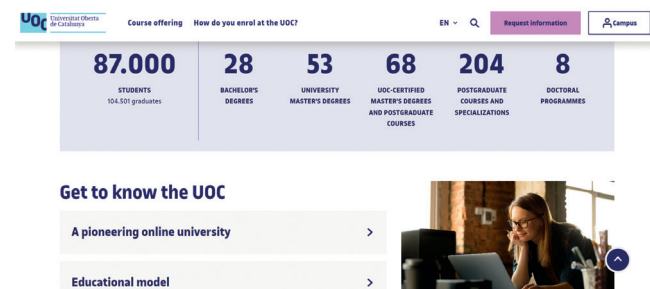 UOC Universitat Oberta
de Catalunya
Course offering How do you enrol at the UOC? EN Request information Campus
87.000 28 53 68 204 8
STUDENTS BACHELOR'S UNIVERSITY UOC-CERTIFIED POSTGRADUATE DOCTORAL
104.501 graduates DEGREES MASTER'S DEGREES MASTER'S DEGREES COURSES AND PROGRAMMES
AND POSTGRADUATE SPECIALIZATIONS
COURSES
Get to know the UOC
A pioneering online university
Educational model